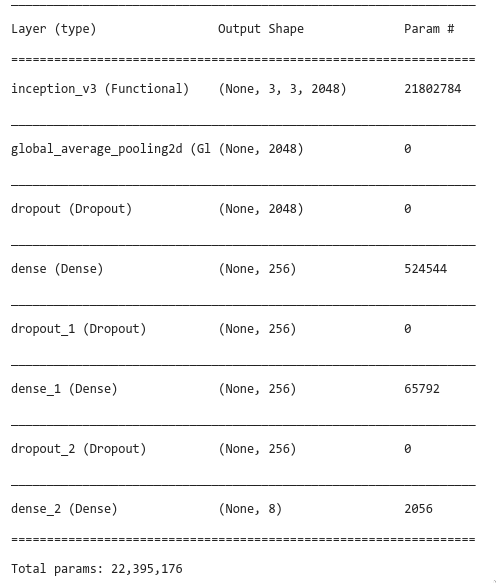 Layer (type) Output Shape Param #
inception_v3 (Functional) (None, 3, 3, 2048) 21802784
global_average_pooling2d (Gl (None, 2048) 0
dropout (Dropout) (None, 2048) 0
dense (Dense) (None, 256) 524544
dropout_1 (Dropout) (None, 256) 0
dense_1 (Dense) (None, 256) 65792
dropout_2 (Dropout) (None, 256) 0
dense_2 (Dense) (None, 8) 2056
Total params: 22,395,176